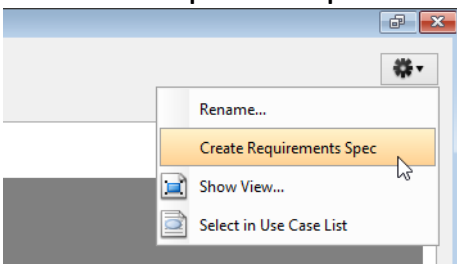 Rename...
Create Requirements Spec
Show View...
Select in Use Case List